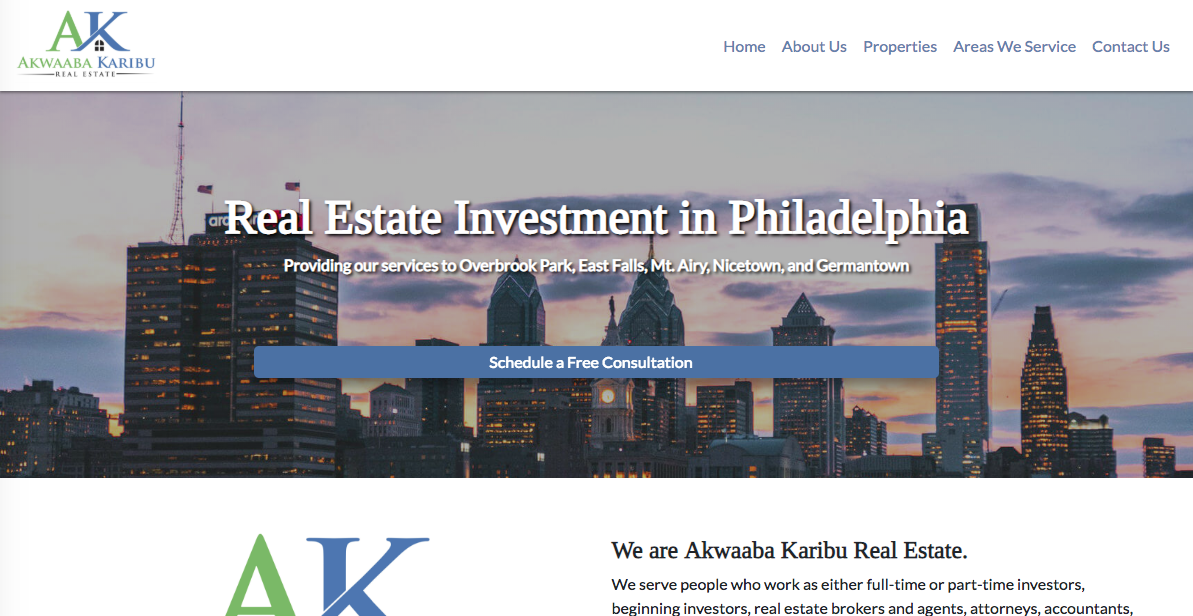 AK
AKWAABA KARIBU
REAL ESTATE
Home About Us Properties Areas We Service Contact Us
Real Estate Investment in Philadelphia
Providing our services to Overbrook Park, East Falls, Mt. Airy, Nicetown, and Germantown
Schedule a Free Consultation
AK
We are Akwaaba Karibu Real Estate.
We serve people who work as either full-time or part-time investors,
beginning investors, real estate brokers and agents, attorneys, accountants,